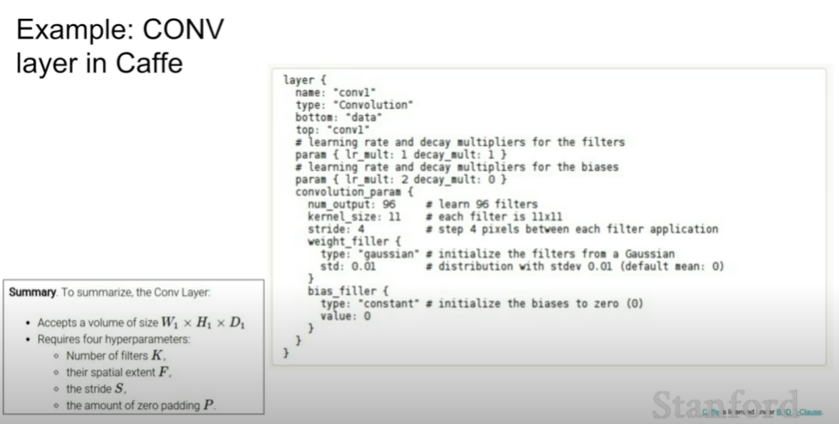 Example: CONV
layer in Caffe
layer {
name: "conv1"
type: "Convolution"
bottom: "data"
top: "conv1"
# learning rate and decay multipliers for the filters
param { lr_mult: 1 decay_mult: 1 }
# learning rate and decay multipliers for the biases
param { lr_mult: 2 decay_mult: 0 }
convolution_param {
num_output: 96 # learn 96 filters
kernel_size: 11 # each filter is 11x11
stride: 4 # step 4 pixels between each filter application
weight_filler {
type: "gaussian" # initialize the filters from a Gaussian
std: 0.01 # distribution with stdev 0.01 (default mean: 0)
}
bias_filler {
type: "constant" # initialize the biases to zero (0)
value: 0
}
}
}
Summary. To summarize, the Conv Layer:
• Accepts a volume of size W₁ × H₁ × D₁
• Requires four hyperparameters:
◦ Number of filters K,
◦ their spatial extent F,
◦ the stride S,
◦ the amount of zero padding P.
Stanford